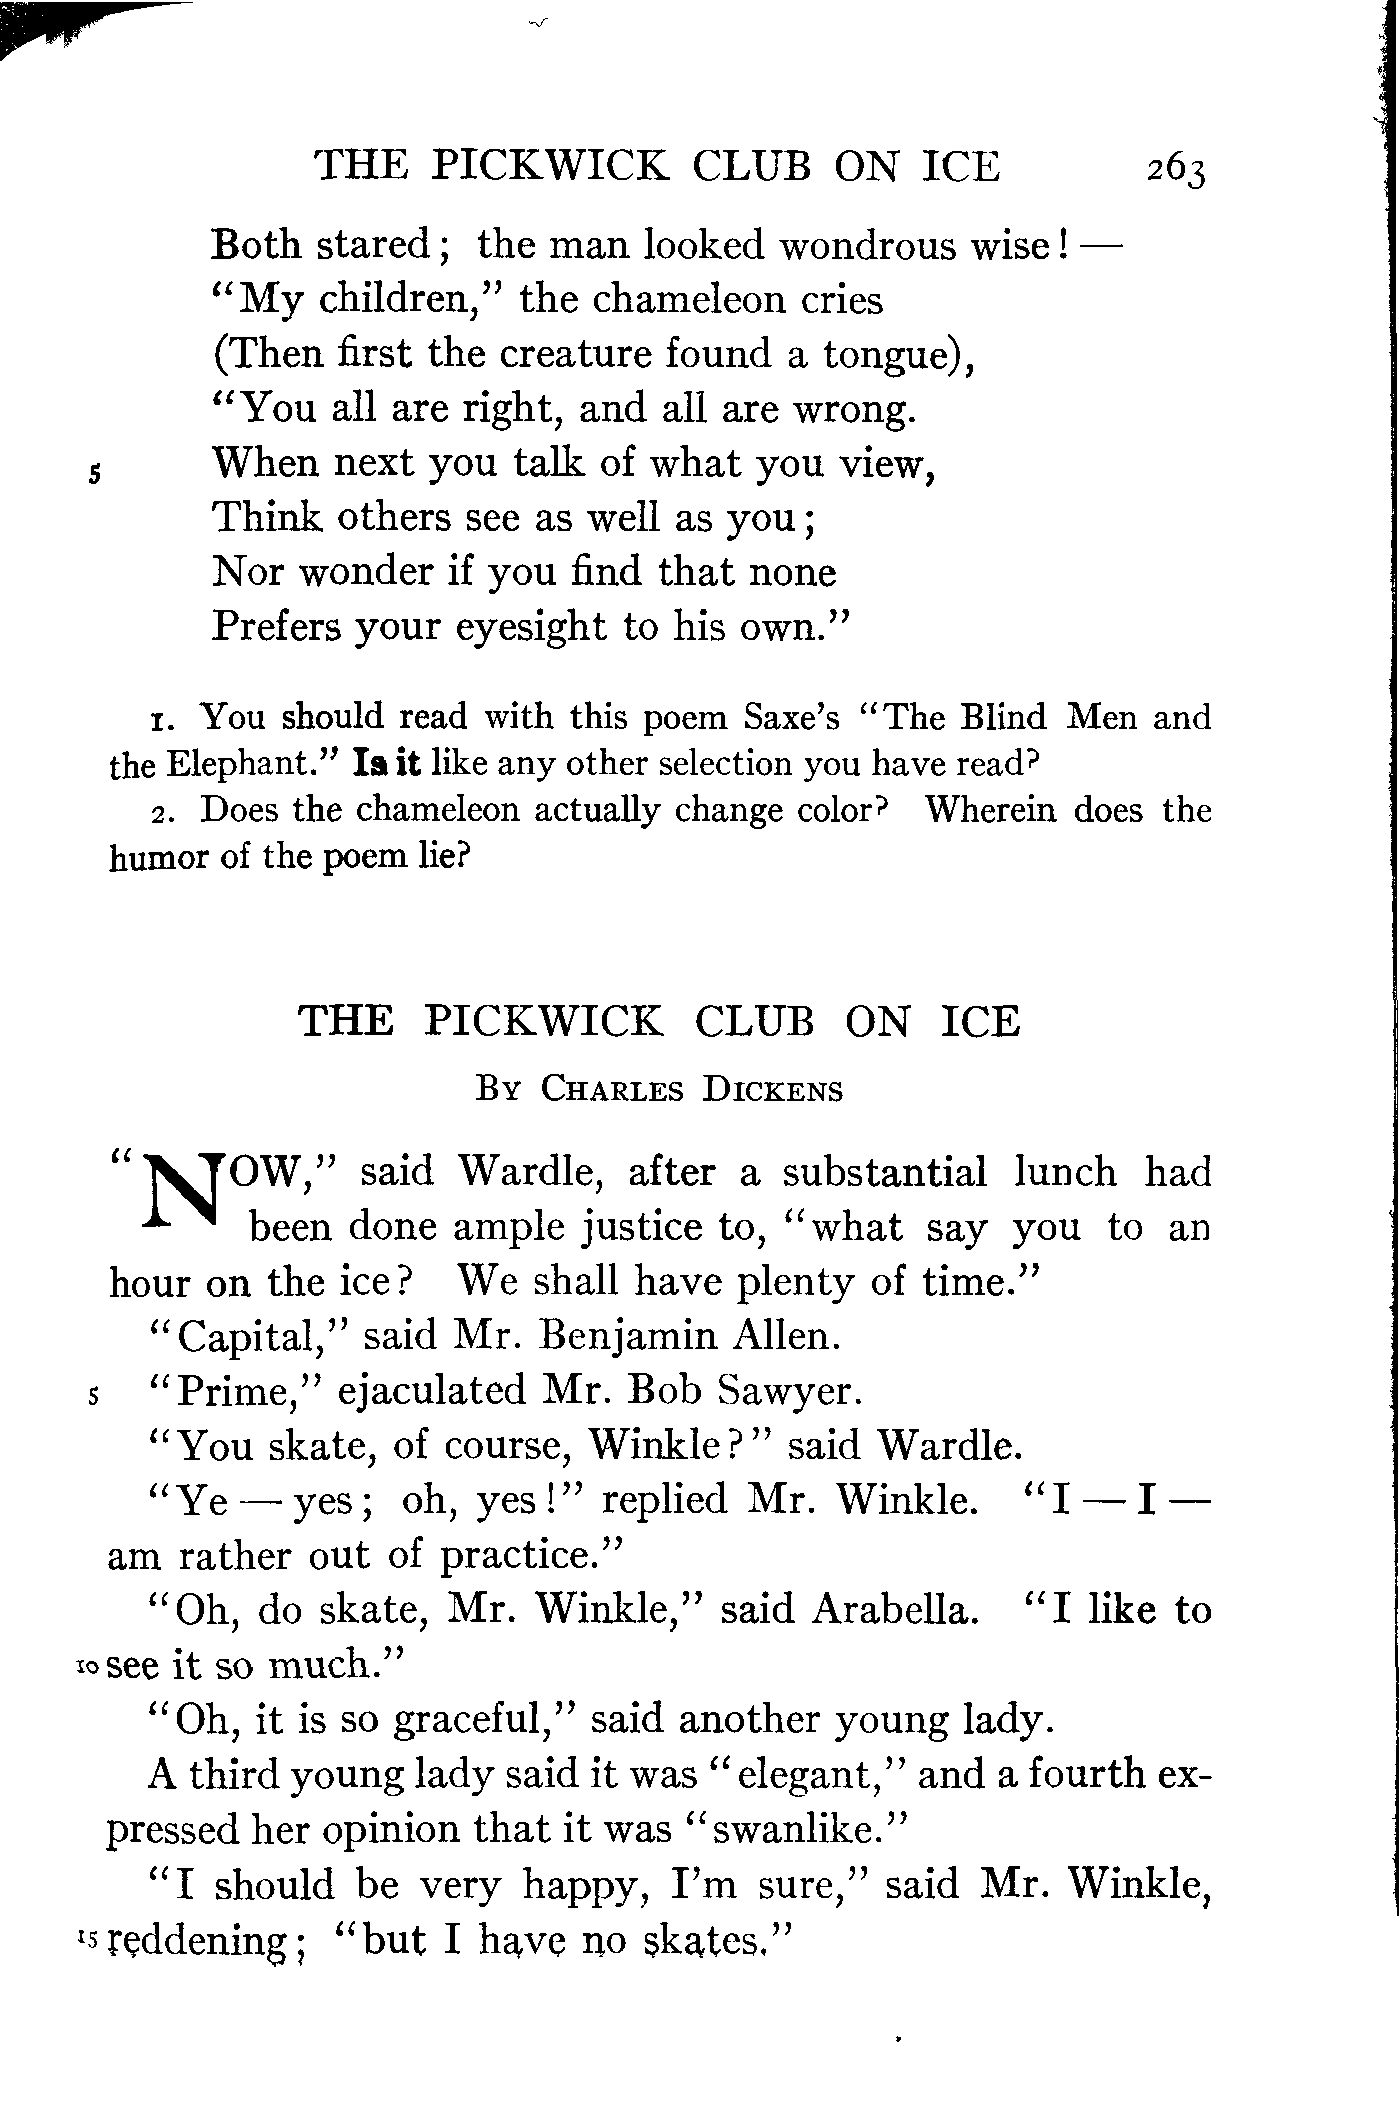 THE PICKWICK CLUB ON ICE 263
Both stared; the man looked wondrous wise! —
"My children," the chameleon cries
(Then first the creature found a tongue),
"You all are right, and all are wrong.
5 When next you talk of what you view,
Think others see as well as you;
Nor wonder if you find that none
Prefers your eyesight to his own."
1. You should read with this poem Saxe's "The Blind Men and
the Elephant." Is it like any other selection you have read?
2. Does the chameleon actually change color? Wherein does the
humor of the poem lie?
THE PICKWICK CLUB ON ICE
BY CHARLES DICKENS
"NOW," said Wardle, after a substantial lunch had
been done ample justice to, "what say you to an
hour on the ice? We shall have plenty of time."
"Capital," said Mr. Benjamin Allen.
5 "Prime," ejaculated Mr. Bob Sawyer.
"You skate, of course, Winkle?" said Wardle.
"Ye — yes; oh, yes!" replied Mr. Winkle. "I — I —
am rather out of practice."
"Oh, do skate, Mr. Winkle," said Arabella. "I like to
10 see it so much."
"Oh, it is so graceful," said another young lady.
A third young lady said it was "elegant," and a fourth ex-
pressed her opinion that it was "swanlike."
"I should be very happy, I'm sure," said Mr. Winkle,
15 reddening; "but I have no skates."